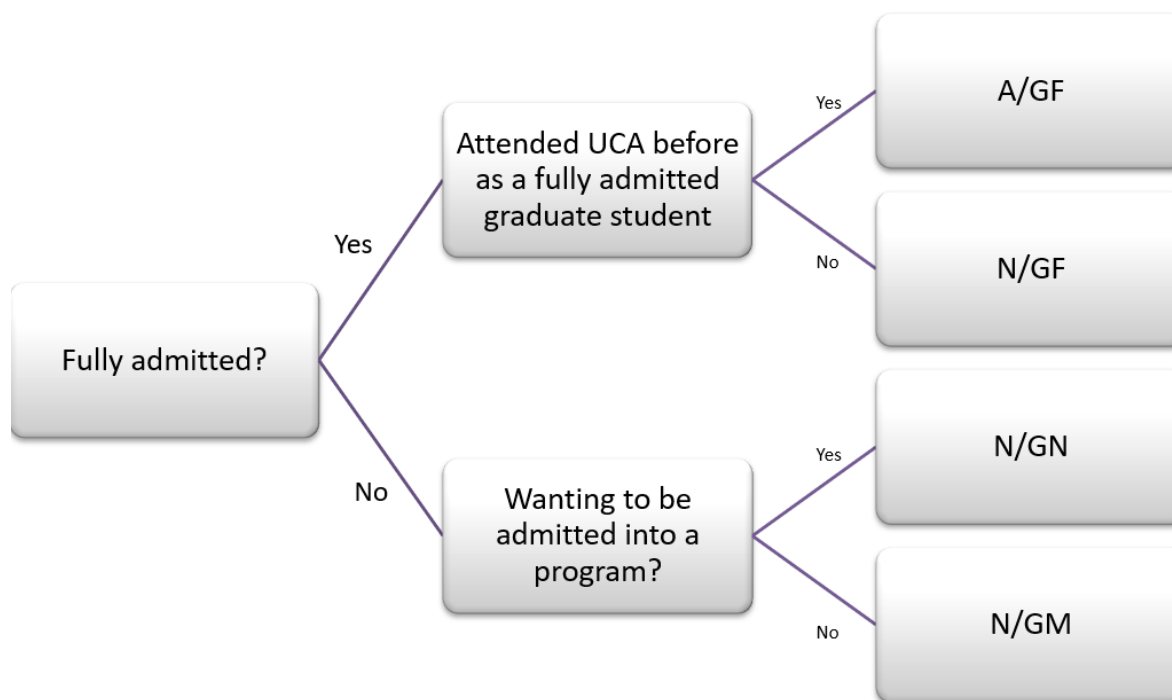 Fully admitted?
Yes
No
Attended UCA before
as a fully admitted
graduate student
Yes
No
A/GF
N/GF
Wanting to be
admitted into a
program?
Yes
No
N/GN
N/GM